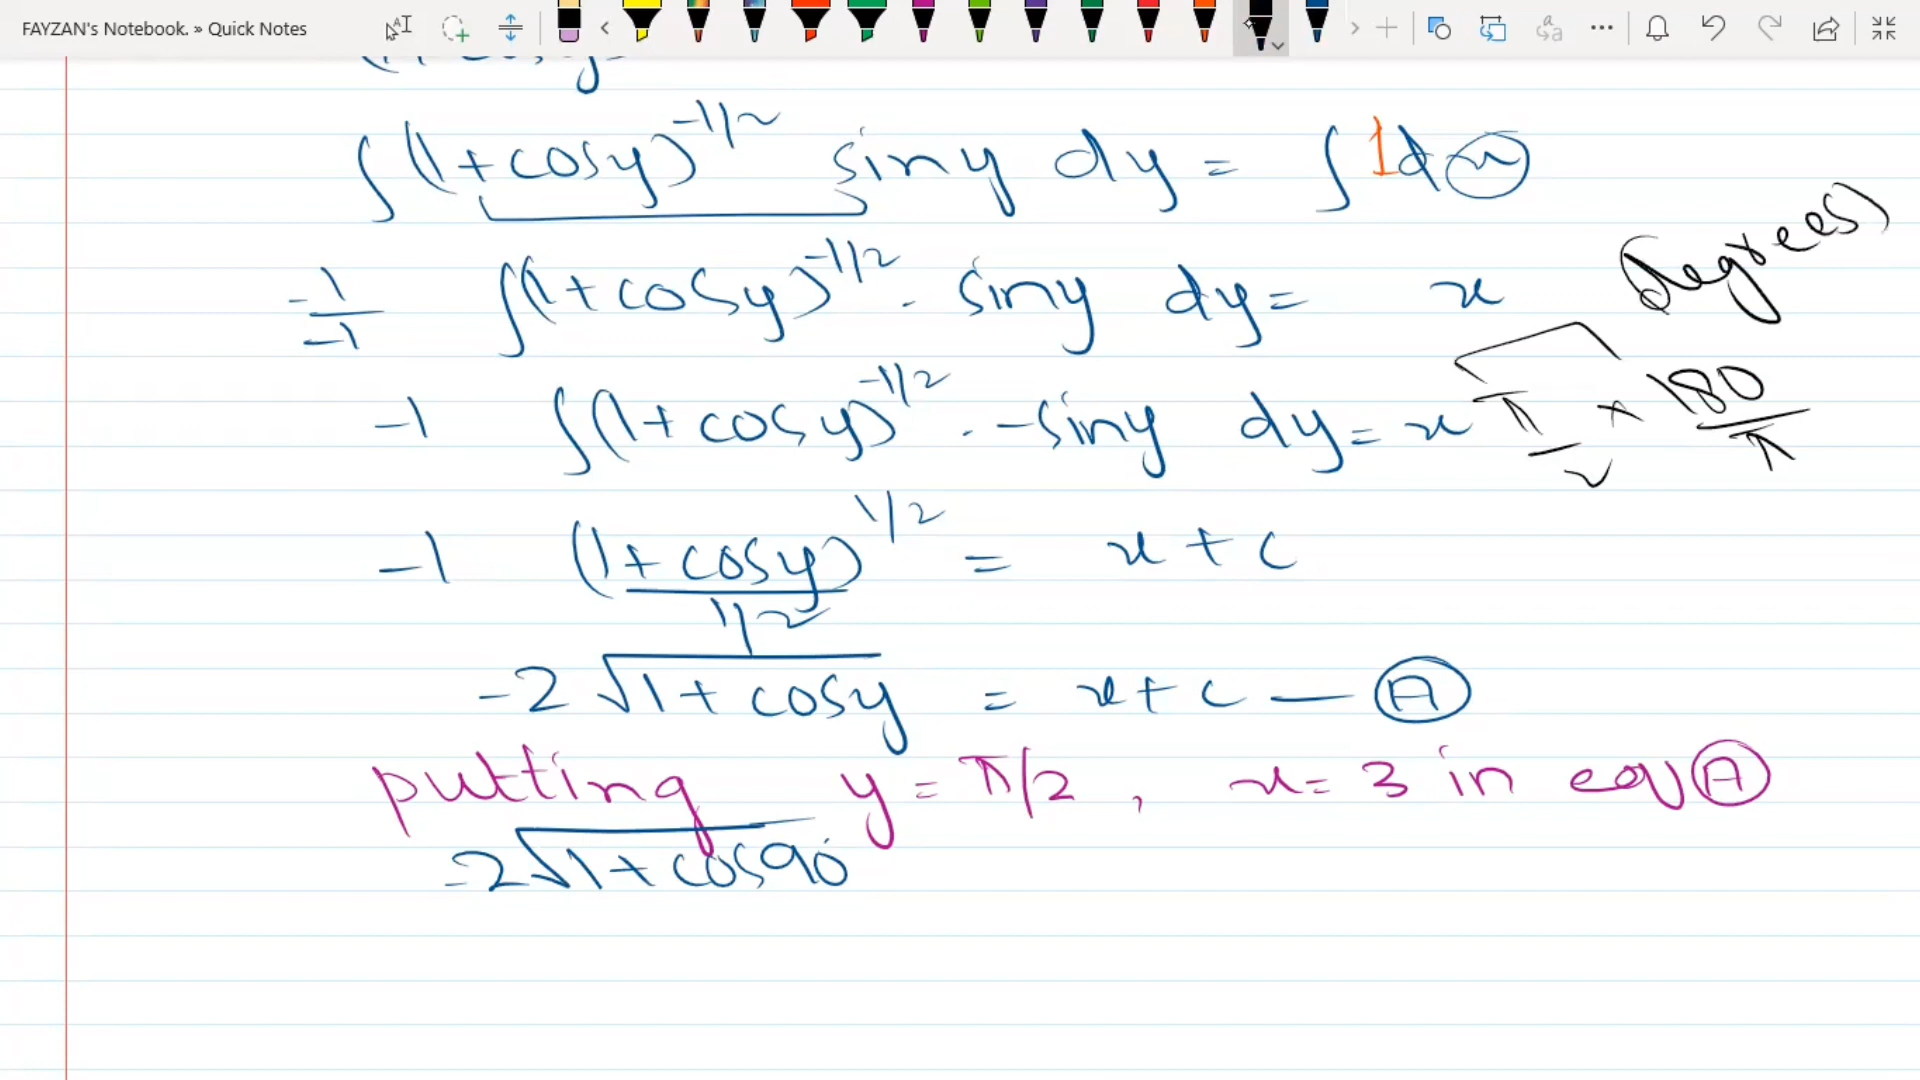 FAYZAN's Notebook. » Quick Notes
∫(1+cosy)^-1/2 siny dy = ∫1dx
-1/-1 ∫(1+cosy)^-1/2 . siny dy = x
(degrees)
-1 ∫(1+cosy)^-1/2 . -siny dy = x
π/2 × 180/π
-1 (1+cosy)^1/2 / 1/2 = x+c
-2√1+cosy = x+c — Ⓐ
putting y=π/2, x=3 in eq Ⓐ
-2√1+cos90